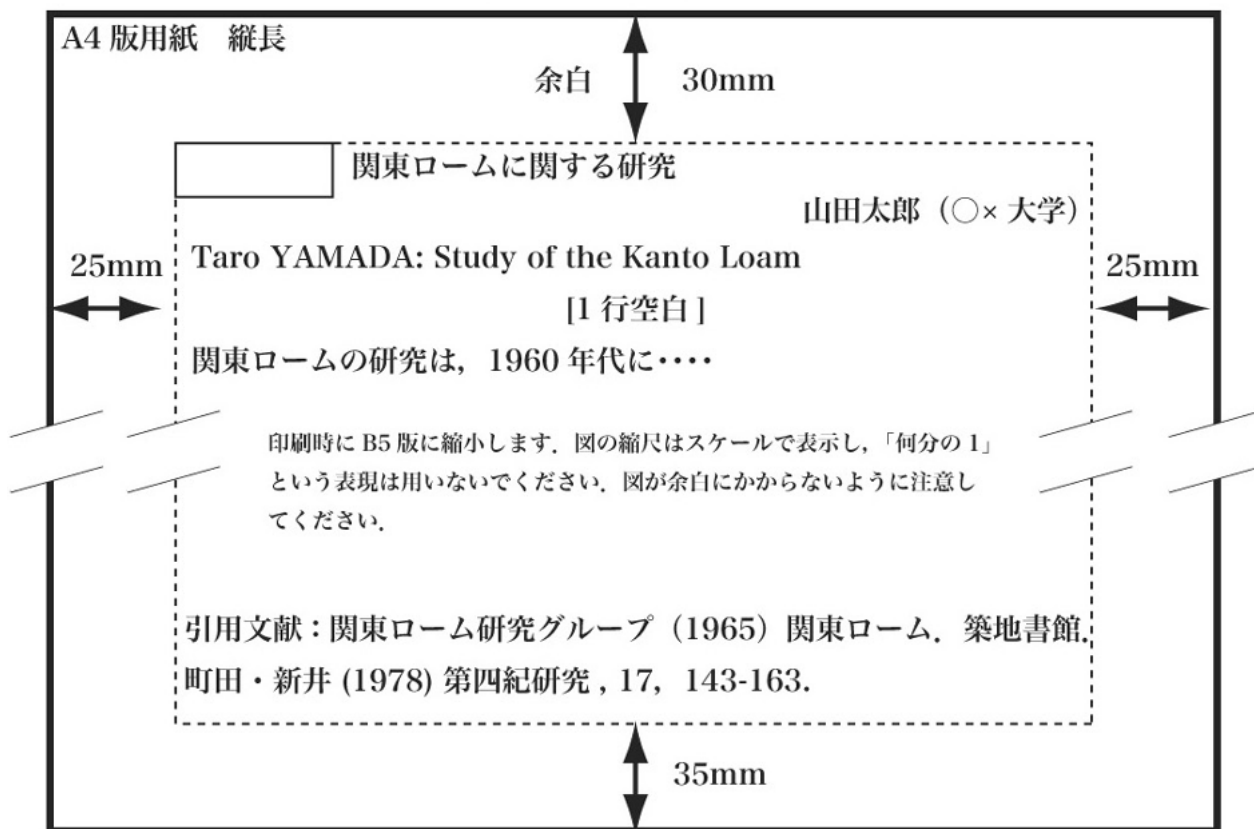 A4 版用紙　縦長
余白　30mm
関東ロームに関する研究
山田太郎（○× 大学）
25mm
Taro YAMADA: Study of the Kanto Loam
25mm
[1 行空白 ]
関東ロームの研究は，1960 年代に････
印刷時に B5 版に縮小します．図の縮尺はスケールで表示し，「何分の 1」
という表現は用いないでください．図が余白にかからないように注意し
てください．
引用文献：関東ローム研究グループ（1965）関東ローム．築地書館．
町田・新井 (1978) 第四紀研究 , 17，143-163.
35mm